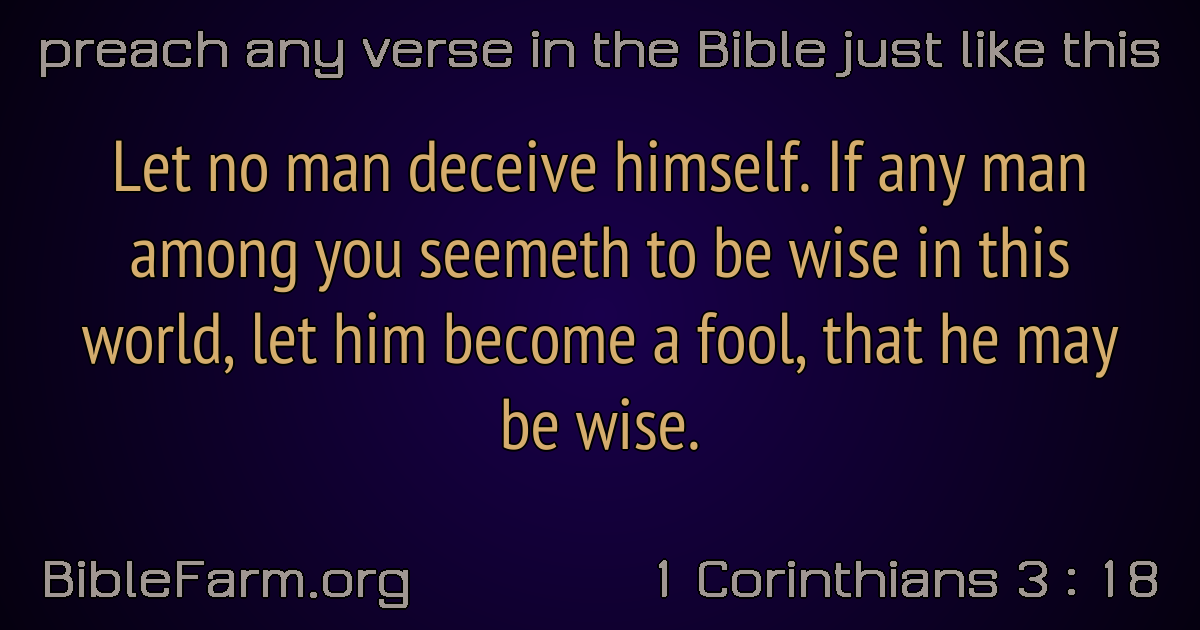 preach any verse in the Bible just like this
Let no man deceive himself. If any man
among you seemeth to be wise in this
world, let him become a fool, that he may
be wise.
BibleFarm.org
1 Corinthians 3 : 18